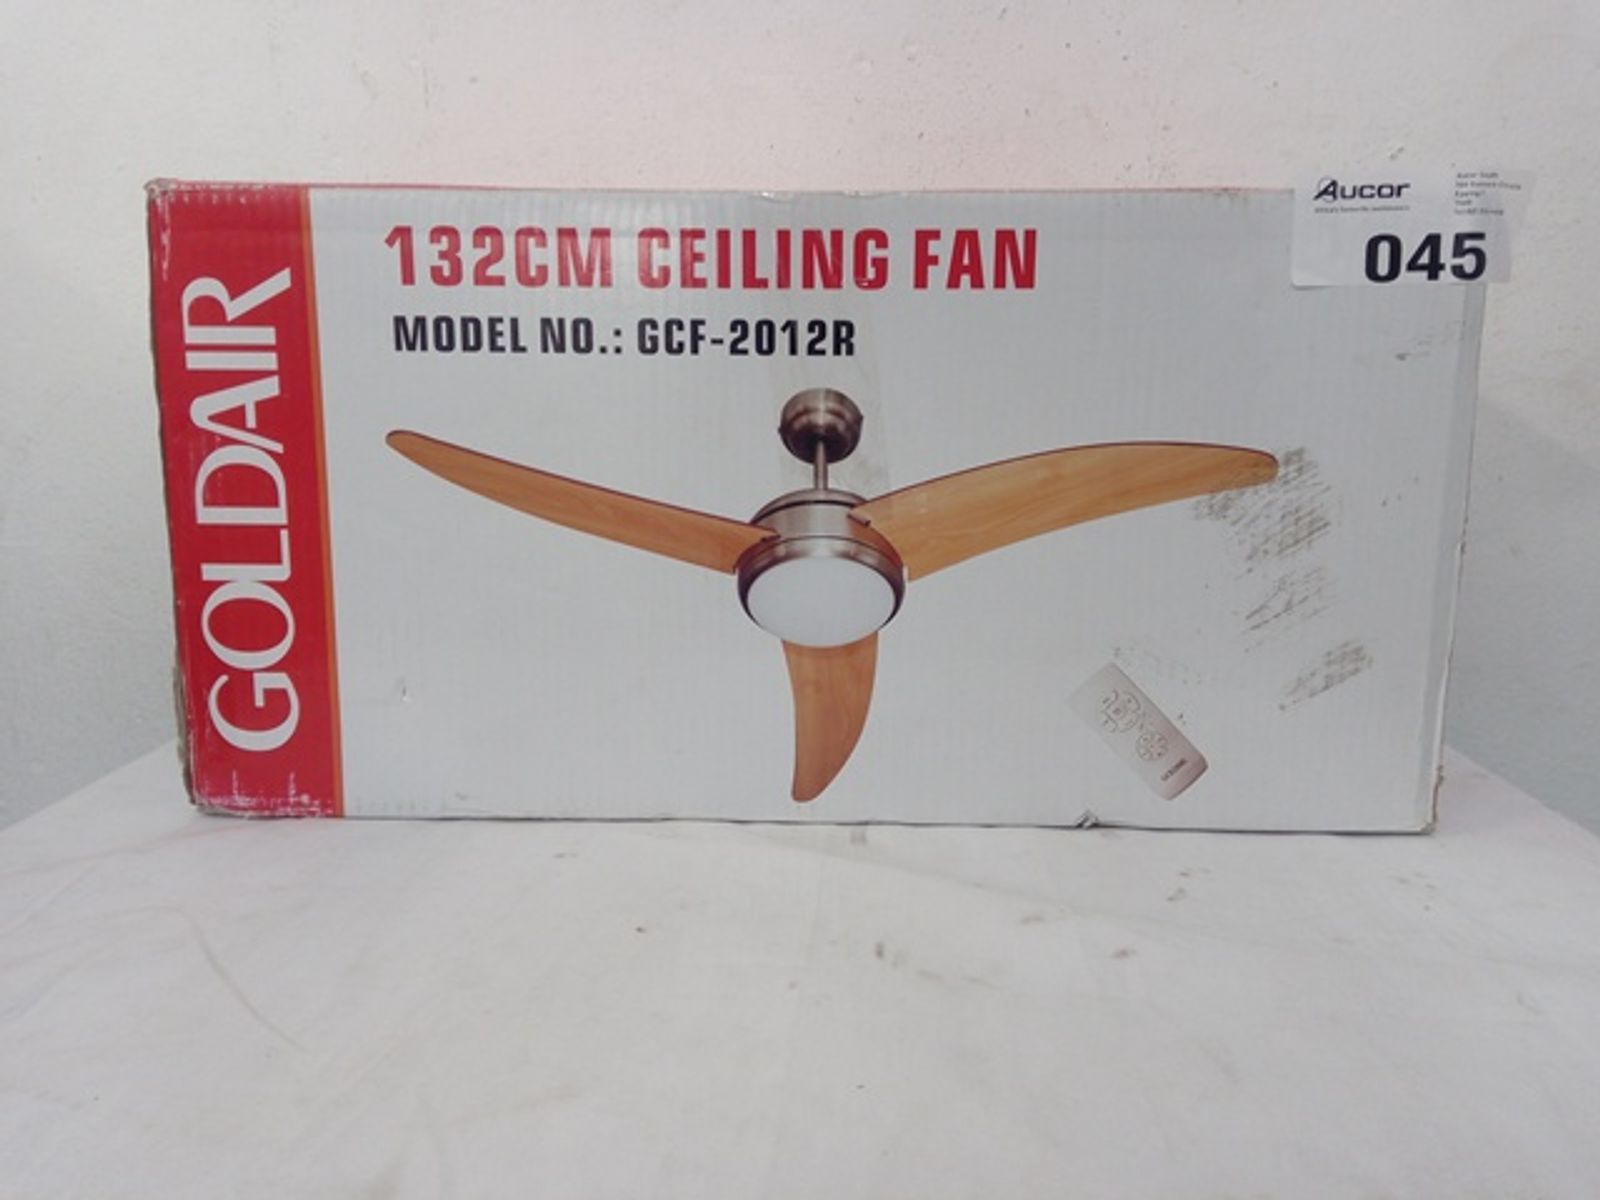 GOLDAIR
132CM CEILING FAN
MODEL NO.: GCF-2012R
AUCOR
045